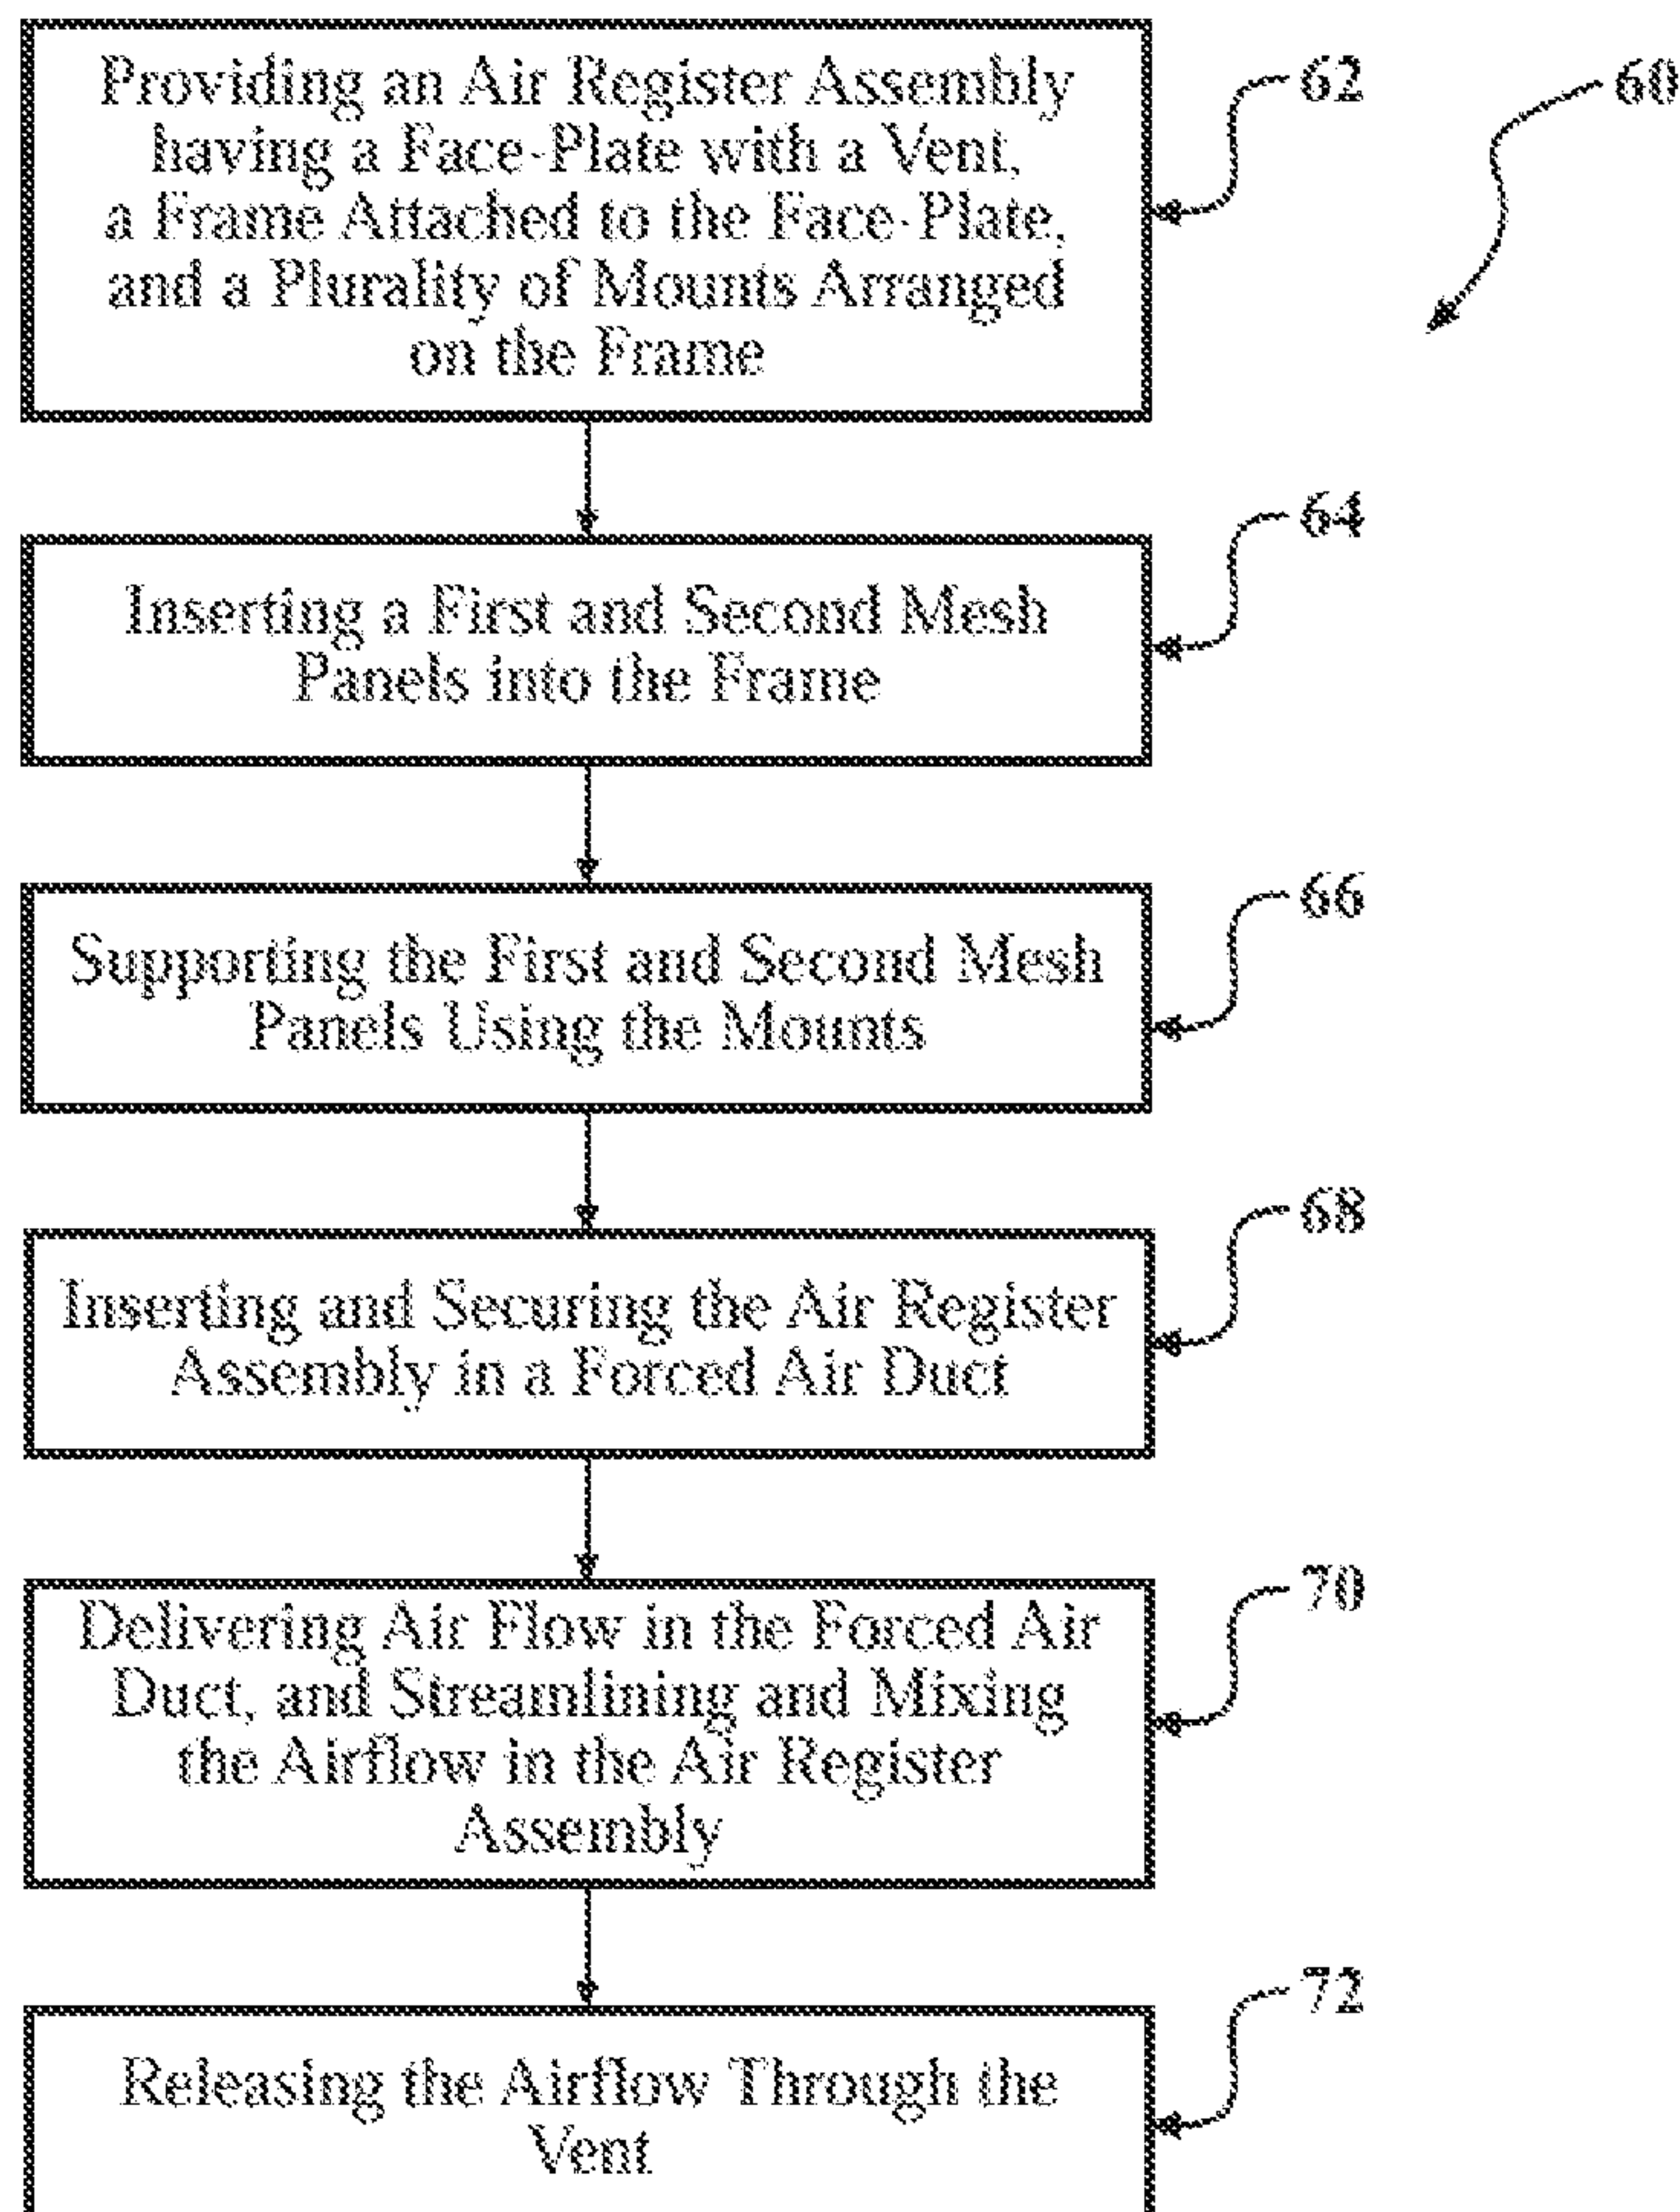 Providing an Air Register Assembly
having a Face-Plate with a Vent,
a Frame Attached to the Face-Plate,
and a Plurality of Mounts Arranged
on the Frame
62
60
Inserting a First and Second Mesh
Panels into the Frame
64
Supporting the First and Second Mesh
Panels Using the Mounts
66
Inserting and Securing the Air Register
Assembly in a Forced Air Duct
68
Delivering Air Flow in the Forced Air
Duct, and Streamlining and Mixing
the Airflow in the Air Register
Assembly
70
Releasing the Airflow Through the
Vent
72